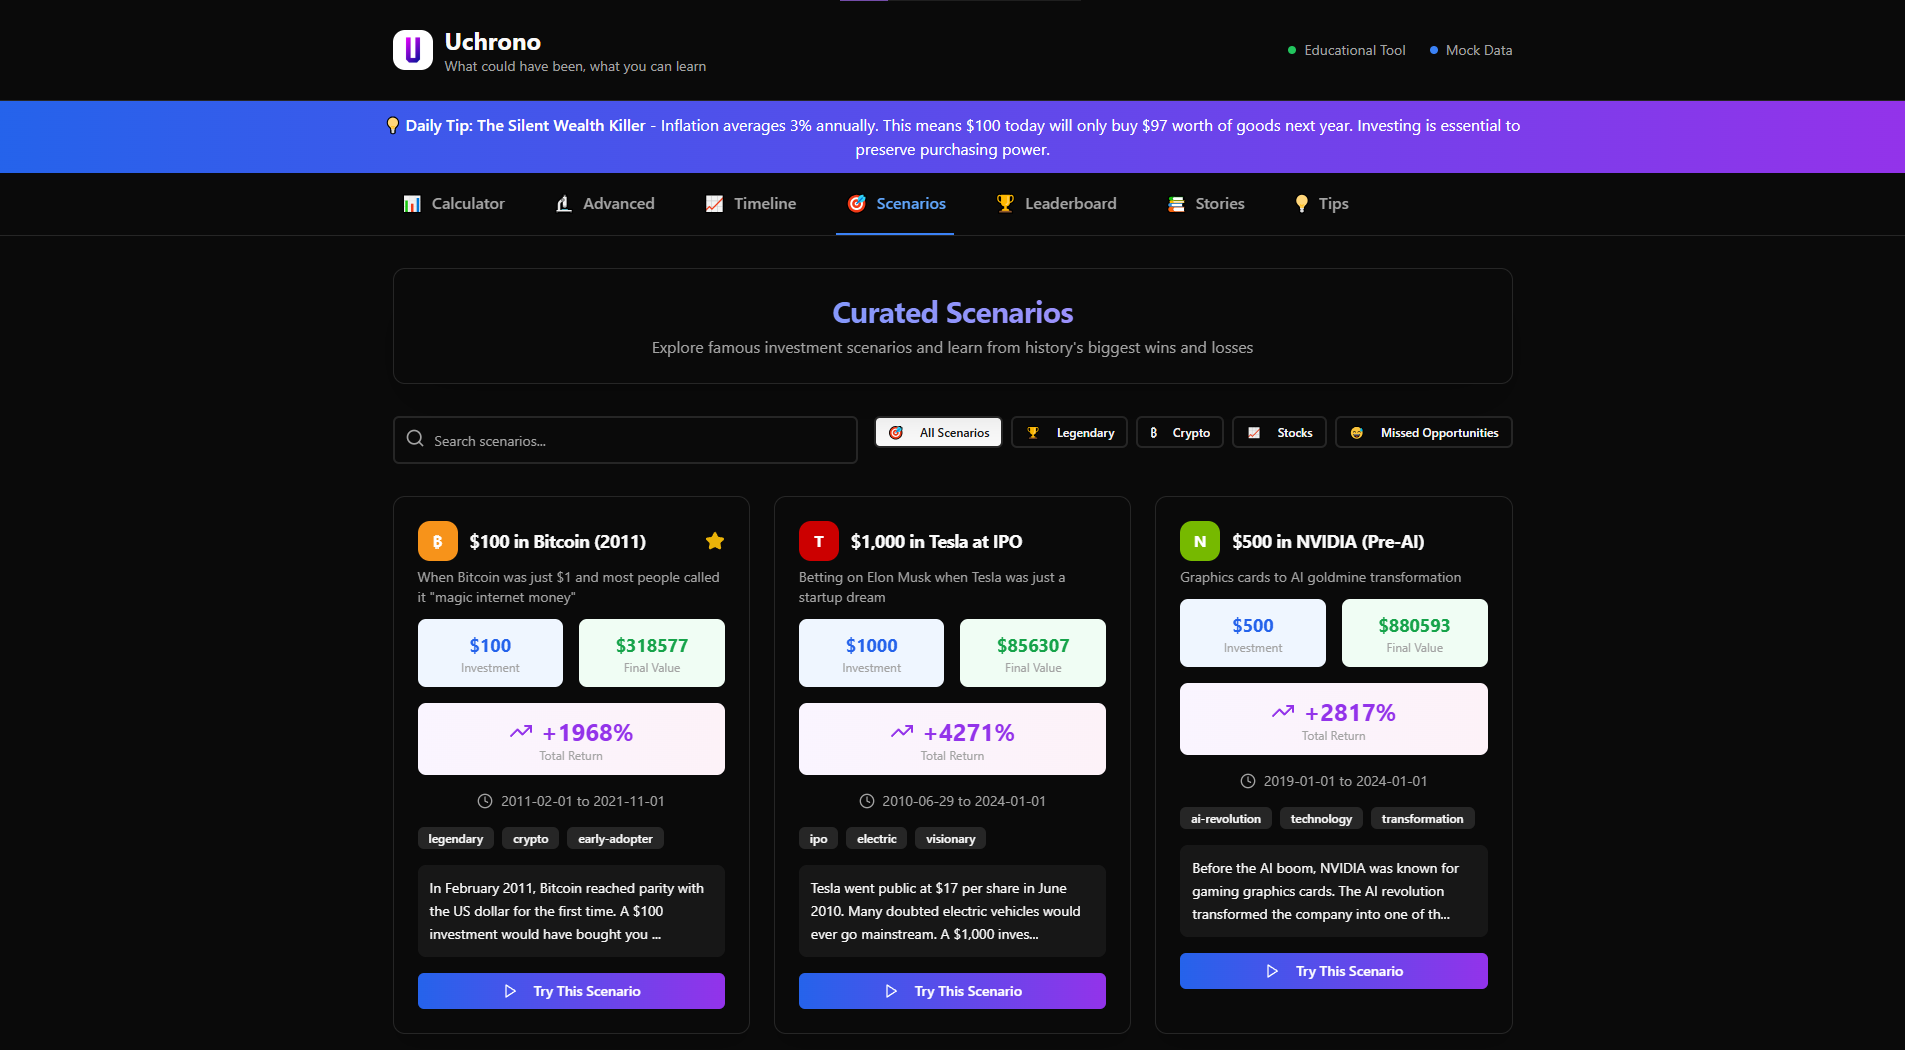 Uchrono
What could have been, what you can learn
Educational Tool
Mock Data
Daily Tip: The Silent Wealth Killer - Inflation averages 3% annually. This means $100 today will only buy $97 worth of goods next year. Investing is essential to
preserve purchasing power.
Calculator
Advanced
Timeline
Scenarios
Leaderboard
Stories
Tips
Curated Scenarios
Explore famous investment scenarios and learn from history's biggest wins and losses
Search scenarios...
All Scenarios
Legendary
₿ Crypto
Stocks
Missed Opportunities
₿
$100 in Bitcoin (2011)
When Bitcoin was just $1 and most people called
it "magic internet money"
$100
Investment
$318577
Final Value
+1968%
Total Return
2011-02-01 to 2021-11-01
legendary
crypto
early-adopter
In February 2011, Bitcoin reached parity with
the US dollar for the first time. A $100
investment would have bought you ...
Try This Scenario
T
$1,000 in Tesla at IPO
Betting on Elon Musk when Tesla was just a
startup dream
$1000
Investment
$856307
Final Value
+4271%
Total Return
2010-06-29 to 2024-01-01
ipo
electric
visionary
Tesla went public at $17 per share in June
2010. Many doubted electric vehicles would
ever go mainstream. A $1,000 inves...
Try This Scenario
N
$500 in NVIDIA (Pre-AI)
Graphics cards to AI goldmine transformation
$500
Investment
$880593
Final Value
+2817%
Total Return
2019-01-01 to 2024-01-01
ai-revolution
technology
transformation
Before the AI boom, NVIDIA was known for
gaming graphics cards. The AI revolution
transformed the company into one of th...
Try This Scenario